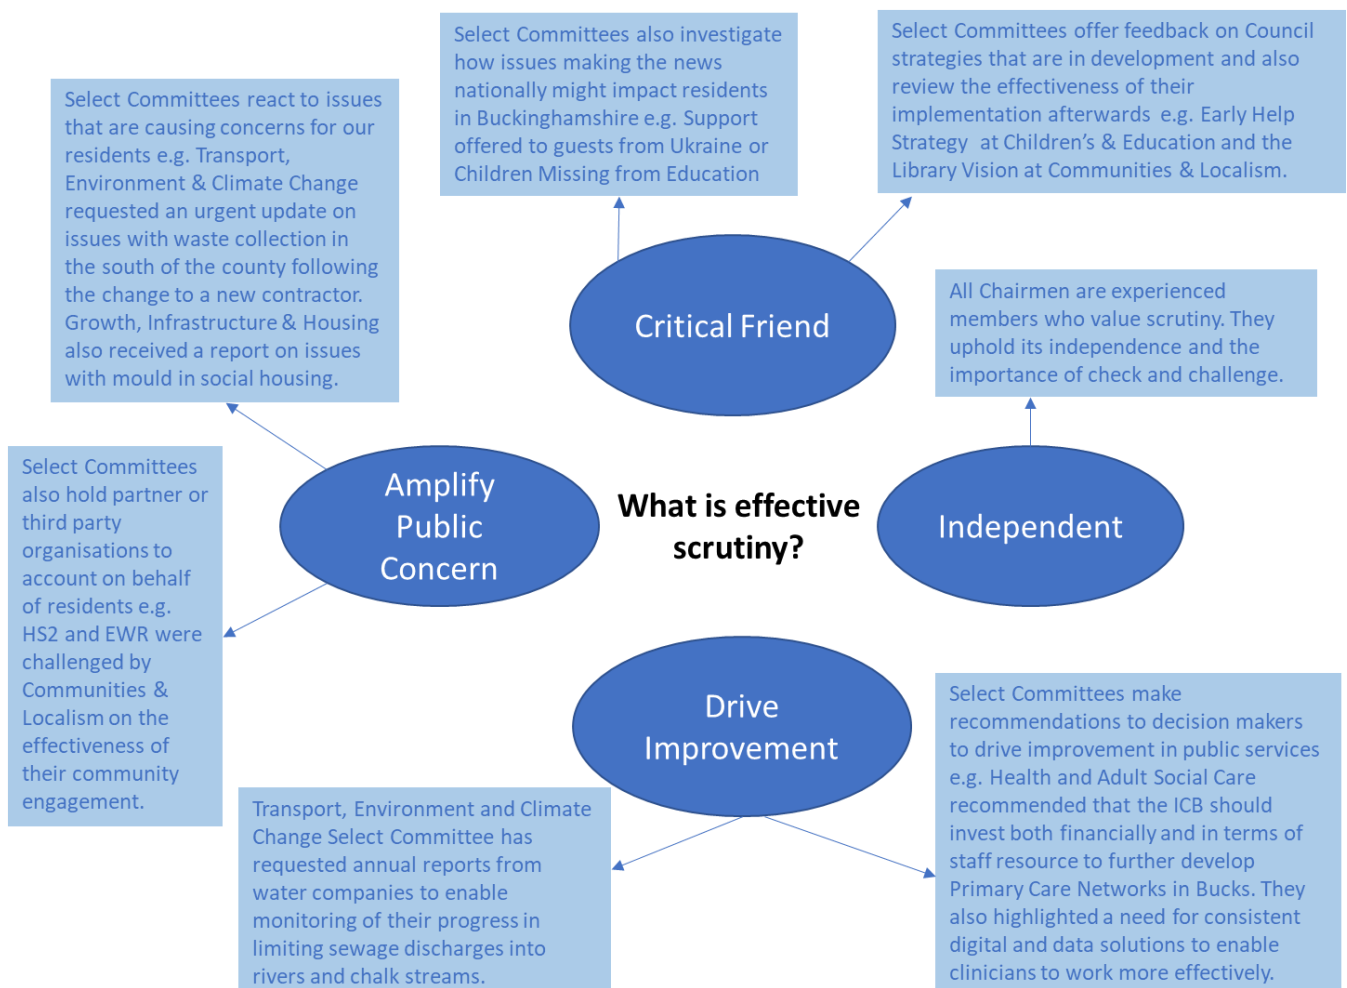 Select Committees also investigate
how issues making the news
nationally might impact residents
in Buckinghamshire e.g. Support
offered to guests from Ukraine or
Children Missing from Education
Select Committees offer feedback on Council
strategies that are in development and also
review the effectiveness of their
implementation afterwards e.g. Early Help
Strategy at Children's & Education and the
Library Vision at Communities & Localism.
Select Committees react to issues
that are causing concerns for our
residents e.g. Transport,
Environment & Climate Change
requested an urgent update on
issues with waste collection in
the south of the county following
the change to a new contractor.
Growth, Infrastructure & Housing
also received a report on issues
with mould in social housing.
Critical Friend
All Chairmen are experienced
members who value scrutiny. They
uphold its independence and the
importance of check and challenge.
Select Committees
also hold partner or
third party
organisations to
account on behalf
of residents e.g.
HS2 and EWR were
challenged by
Communities &
Localism on the
effectiveness of
their community
engagement.
Amplify
Public
Concern
What is effective
scrutiny?
Independent
Drive
Improvement
Transport, Environment and Climate
Change Select Committee has
requested annual reports from
water companies to enable
monitoring of their progress in
limiting sewage discharges into
rivers and chalk streams.
Select Committees make
recommendations to decision makers
to drive improvement in public services
e.g. Health and Adult Social Care
recommended that the ICB should
invest both financially and in terms of
staff resource to further develop
Primary Care Networks in Bucks. They
also highlighted a need for consistent
digital and data solutions to enable
clinicians to work more effectively.